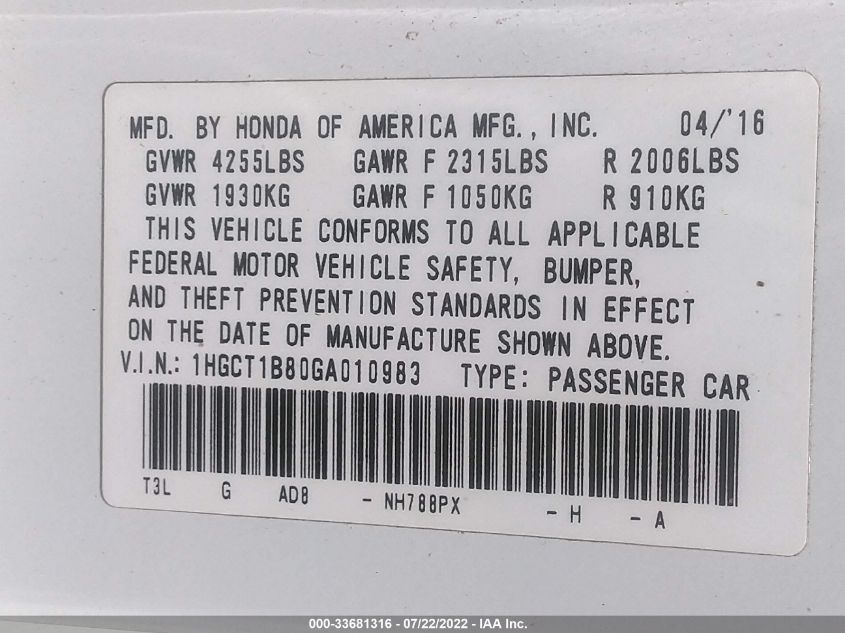 MFD. BY HONDA OF AMERICA MFG., INC. 04/'16
GVWR 4255LBS GAWR F 2315LBS R 2006LBS
GVWR 1930KG GAWR F 1050KG R 910KG
THIS VEHICLE CONFORMS TO ALL APPLICABLE
FEDERAL MOTOR VEHICLE SAFETY, BUMPER,
AND THEFT PREVENTION STANDARDS IN EFFECT
ON THE DATE OF MANUFACTURE SHOWN ABOVE.
V.I.N.: 1HGCT1B80GA010983 TYPE: PASSENGER CAR
T3L G AD8 - NH788PX - H - A
000-33681316 - 07/22/2022 - IAA Inc.